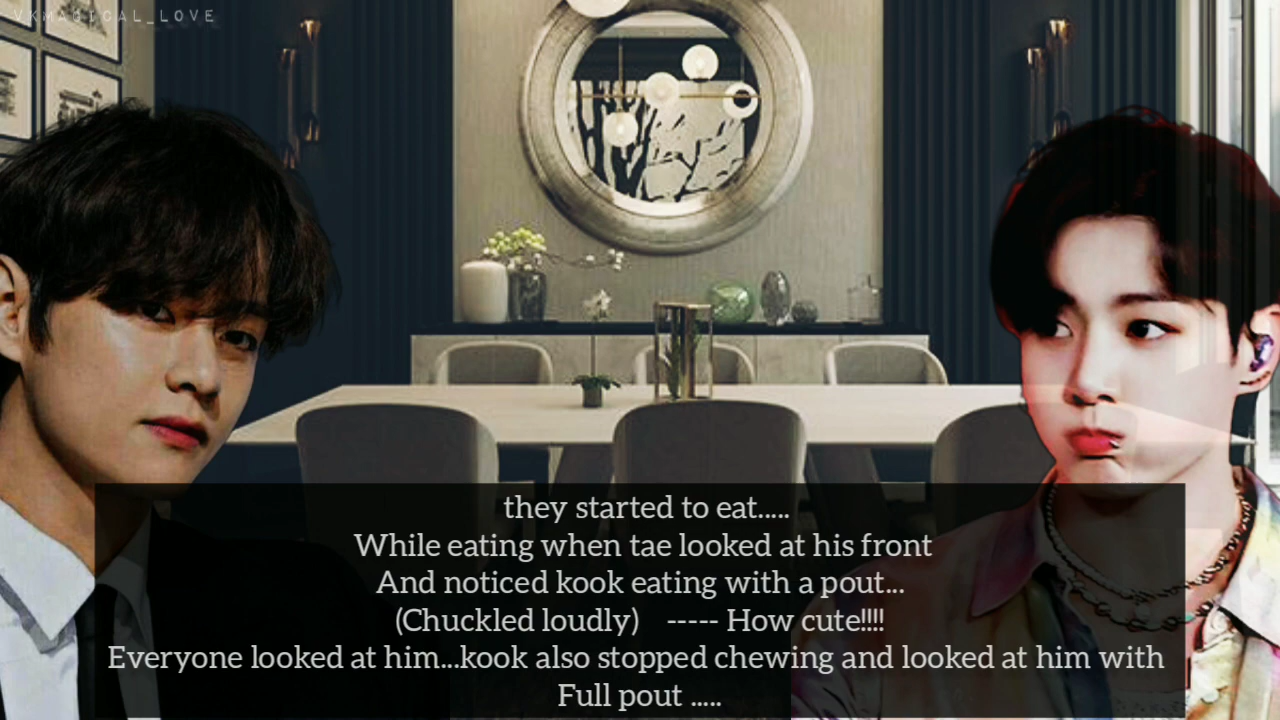 VKMAGICAL_LOVE
they started to eat.....
While eating when tae looked at his front
And noticed kook eating with a pout...
(Chuckled loudly) ----- How cute!!!!
Everyone looked at him...kook also stopped chewing and looked at him with
Full pout .....